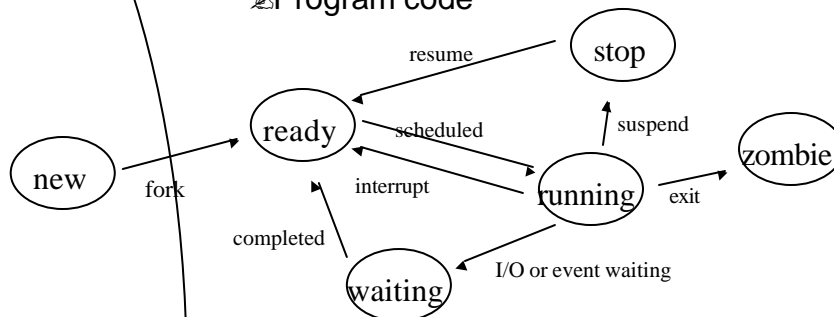 Program code
resume
stop
ready
scheduled
suspend
new
fork
interrupt
running
exit
zombie
completed
waiting
I/O or event waiting